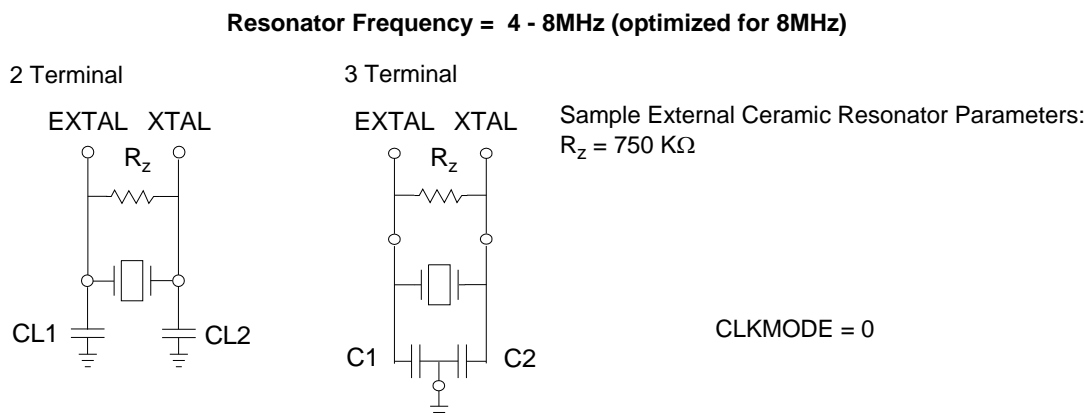 Resonator Frequency = 4 - 8MHz (optimized for 8MHz)
2 Terminal
EXTAL XTAL
Rz
CL1
CL2
3 Terminal
EXTAL XTAL
Rz
C1
C2
Sample External Ceramic Resonator Parameters:
Rz = 750 KΩ
CLKMODE = 0